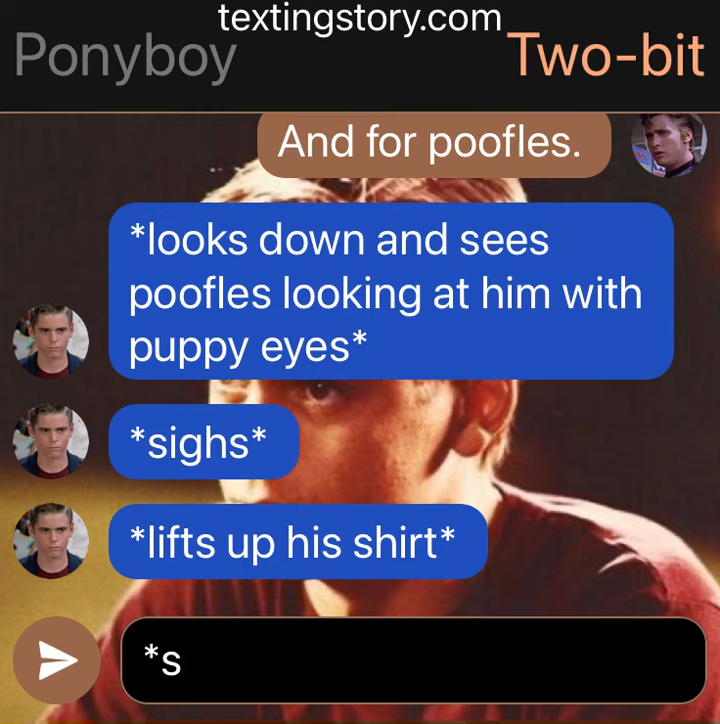 textingstory.com
Ponyboy Two-bit
And for poofles.
*looks down and sees
poofles looking at him with
puppy eyes*
*sighs*
*lifts up his shirt*
*s